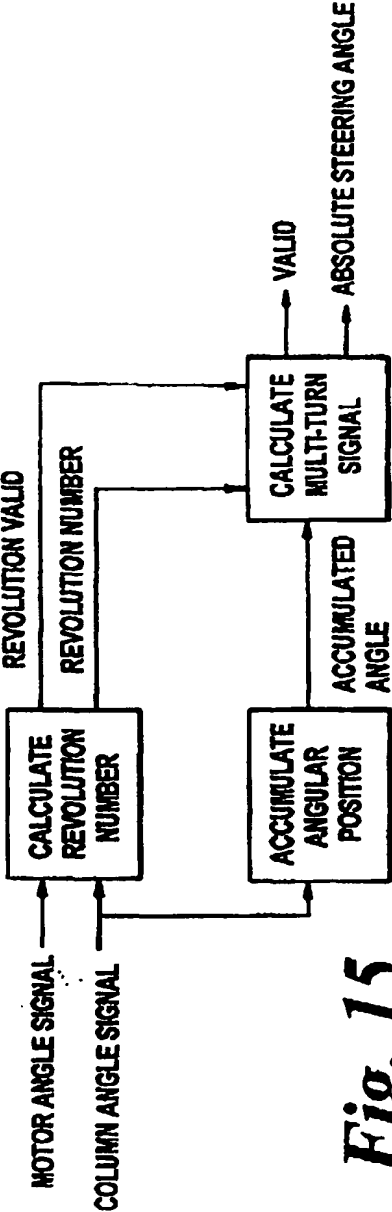 MOTOR ANGLE SIGNAL
COLUMN ANGLE SIGNAL
CALCULATE
REVOLUTION
NUMBER
REVOLUTION VALID
REVOLUTION NUMBER
ACCUMULATE
ANGULAR
POSITION
ACCUMULATED
ANGLE
CALCULATE
MULTI-TURN
SIGNAL
VALID
ABSOLUTE STEERING ANGLE
Fig. 15